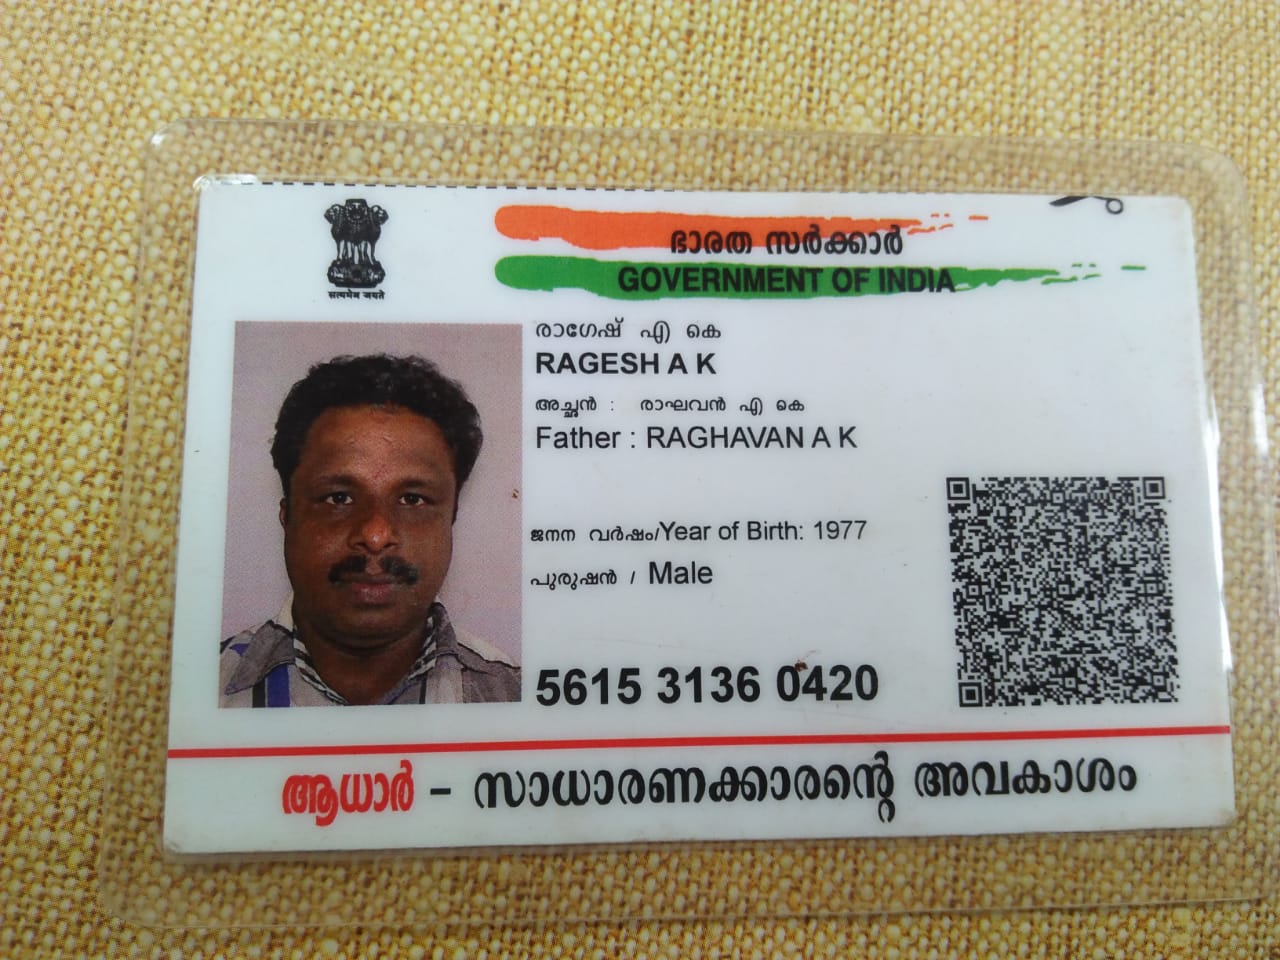 सत्यमेव जयते
ഭാരത സർക്കാർ
GOVERNMENT OF INDIA
രാഗേഷ് എ കെ
RAGESH A K
അച്ഛൻ : രാഘവൻ എ കെ
Father : RAGHAVAN A K
ജനന വർഷം/Year of Birth: 1977
പുരുഷൻ / Male
5615 3136 0420
ആധാർ – സാധാരണക്കാരന്റെ അവകാശം